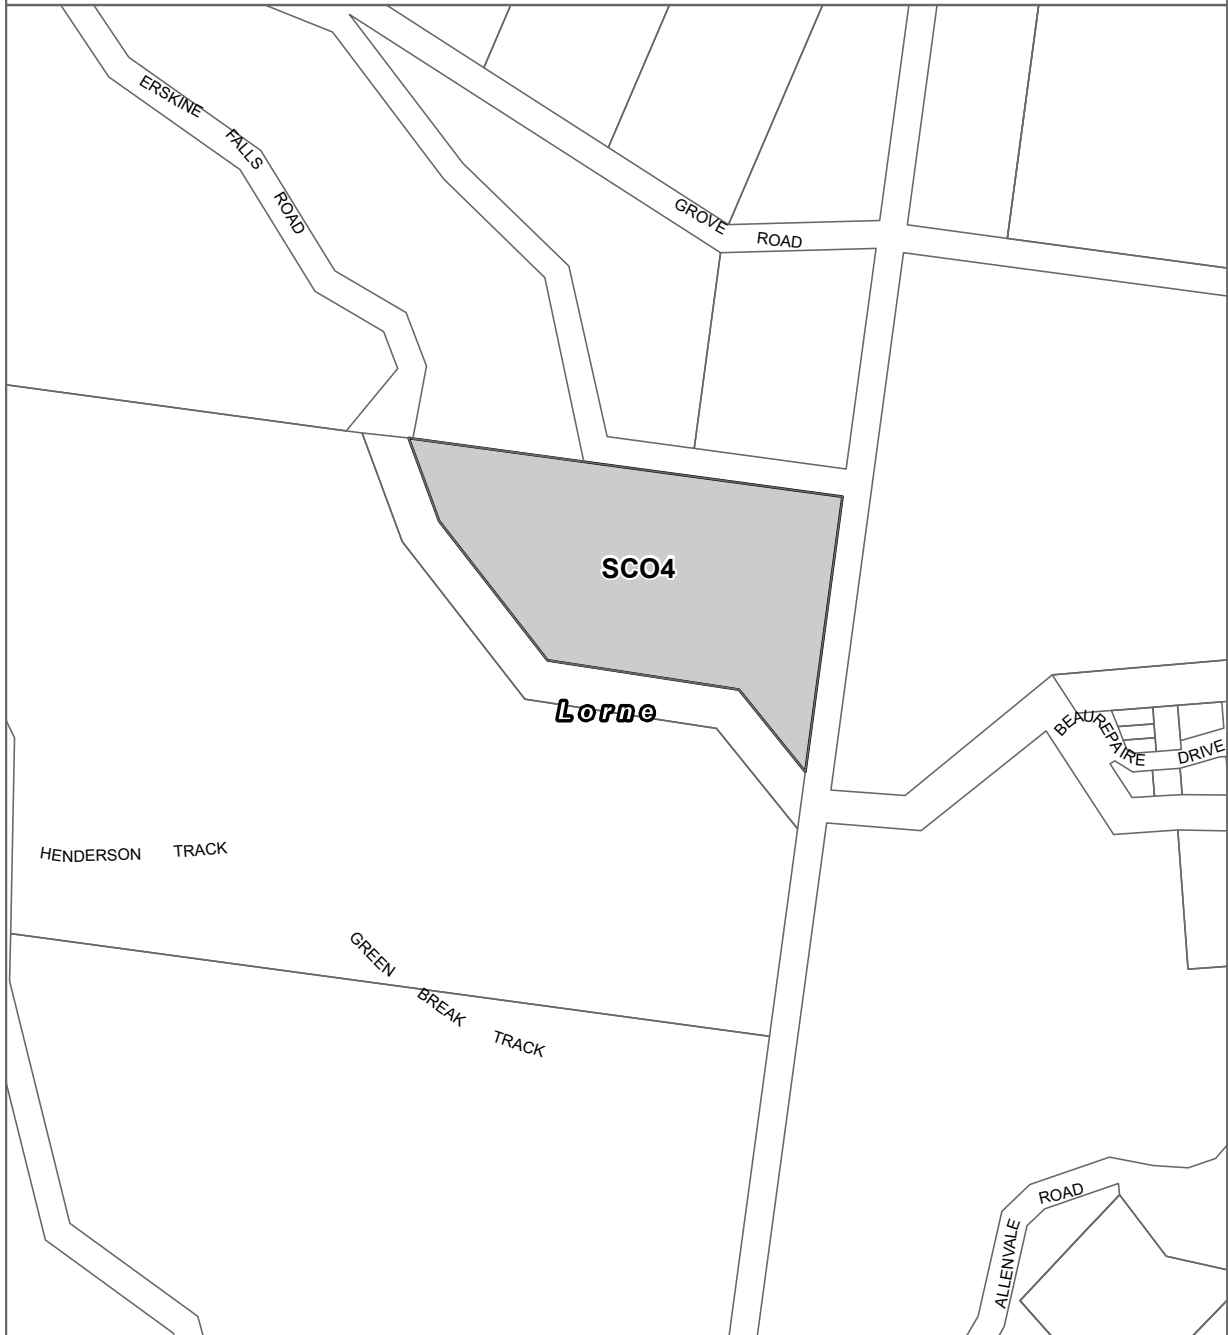 ERSKINE FALLS ROAD
GROVE ROAD
SCO4
Lorne
BEAUREPAIRE DRIVE
HENDERSON TRACK
GREEN BREAK TRACK
ALLENVALE ROAD